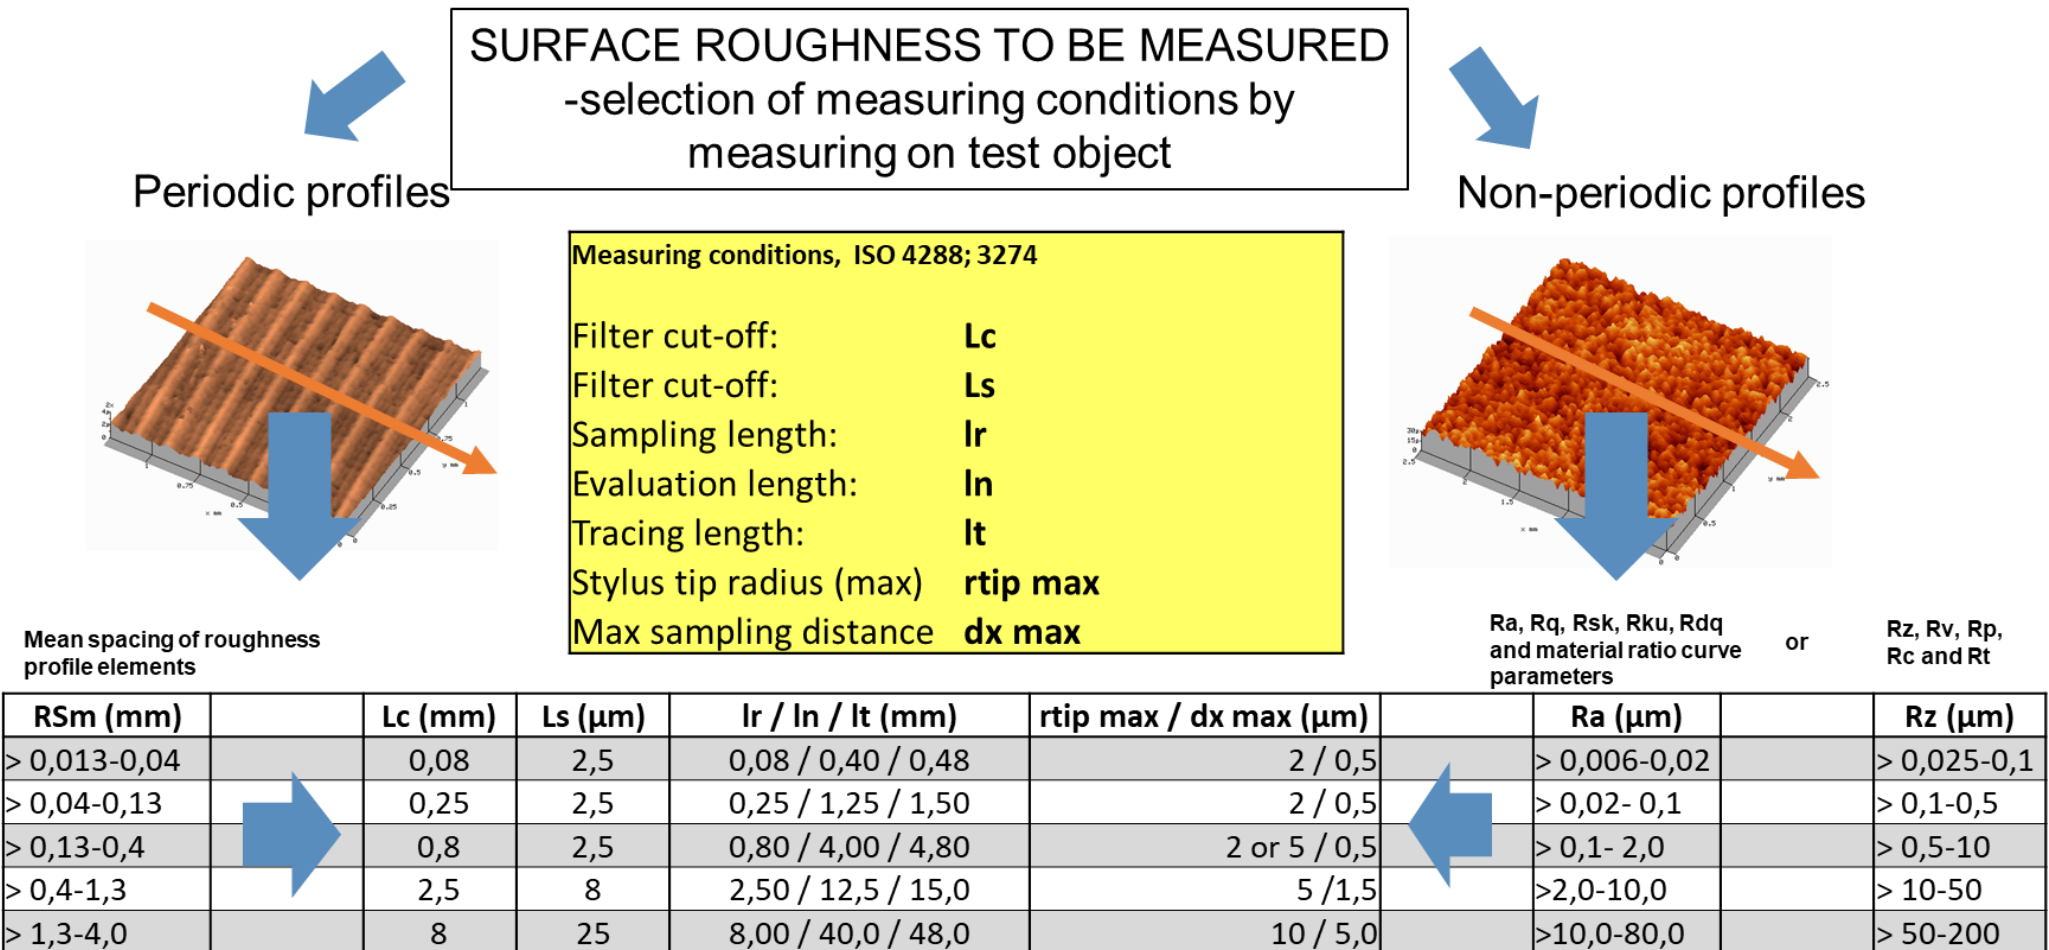 SURFACE ROUGHNESS TO BE MEASURED
-selection of measuring conditions by
measuring on test object
Periodic profiles
Non-periodic profiles
Measuring conditions, ISO 4288; 3274
Filter cut-off: Lc
Filter cut-off: Ls
Sampling length: lr
Evaluation length: ln
Tracing length: lt
Stylus tip radius (max) rtip max
Max sampling distance dx max
Mean spacing of roughness
profile elements
Ra, Rq, Rsk, Rku, Rdq
and material ratio curve
parameters
or
Rz, Rv, Rp,
Rc and Rt
RSm (mm) Lc (mm) Ls (µm) lr / ln / lt (mm) rtip max / dx max (µm) Ra (µm) Rz (µm)
> 0,013-0,04 0,08 2,5 0,08 / 0,40 / 0,48 2 / 0,5 > 0,006-0,02 > 0,025-0,1
> 0,04-0,13 0,25 2,5 0,25 / 1,25 / 1,50 2 / 0,5 > 0,02- 0,1 > 0,1-0,5
> 0,13-0,4 0,8 2,5 0,80 / 4,00 / 4,80 2 or 5 / 0,5 > 0,1- 2,0 > 0,5-10
> 0,4-1,3 2,5 8 2,50 / 12,5 / 15,0 5 /1,5 >2,0-10,0 > 10-50
> 1,3-4,0 8 25 8,00 / 40,0 / 48,0 10 / 5,0 >10,0-80,0 > 50-200